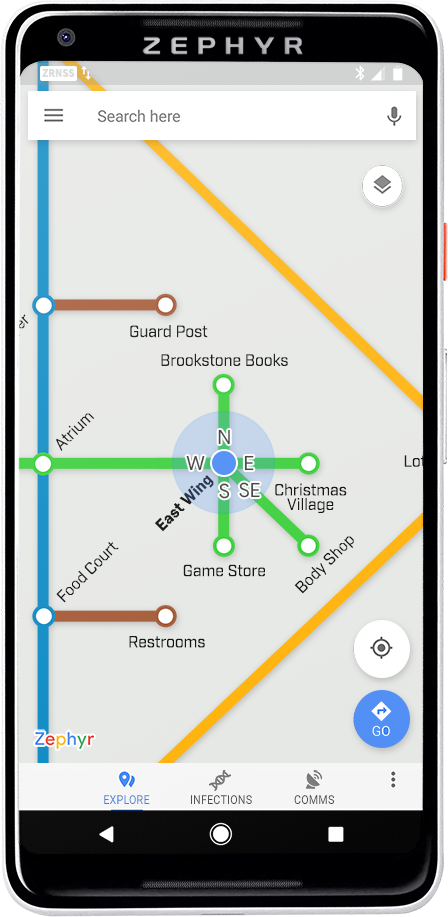 ZEPHYR
ZRNSS
Search here
er
Guard Post
Brookstone Books
Atrium
N
W
E
S
SE
East Wing
Christmas
Village
Lof
Game Store
Body Shop
Food Court
Restrooms
GO
Zephyr
EXPLORE
INFECTIONS
COMMS